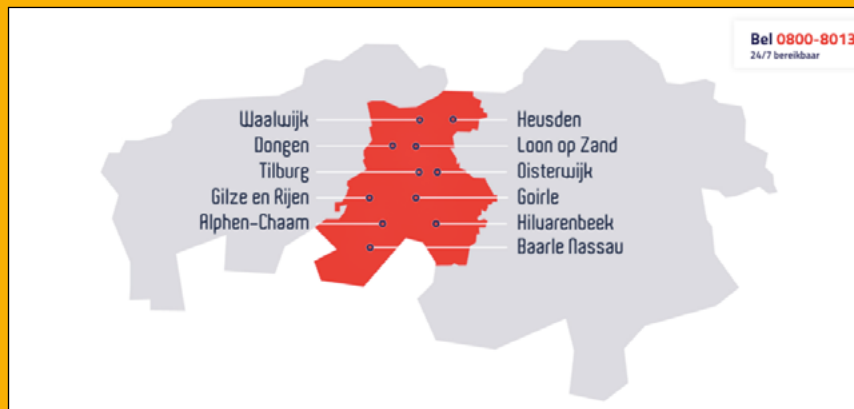 Bel 0800-8013
24/7 bereikbaar
Waalwijk
Dongen
Tilburg
Gilze en Rijen
Alphen-Chaam
Heusden
Loon op Zand
Oisterwijk
Goirle
Hilvarenbeek
Baarle Nassau